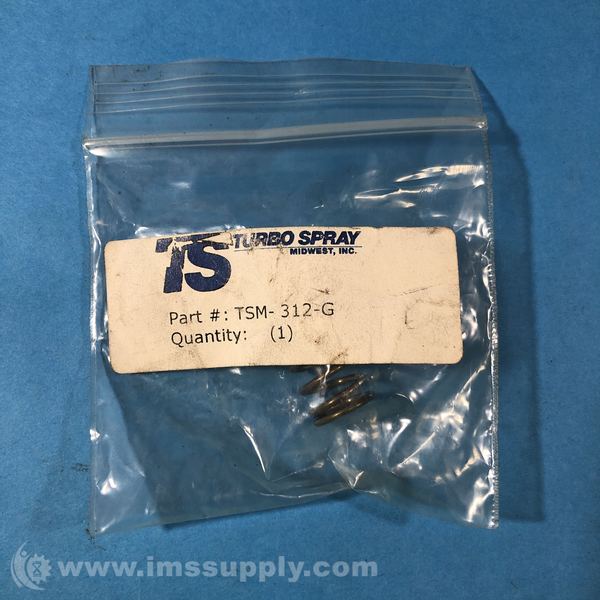 TS TURBO SPRAY
MIDWEST, INC.
Part #: TSM- 312-G
Quantity: (1)
www.imssupply.com